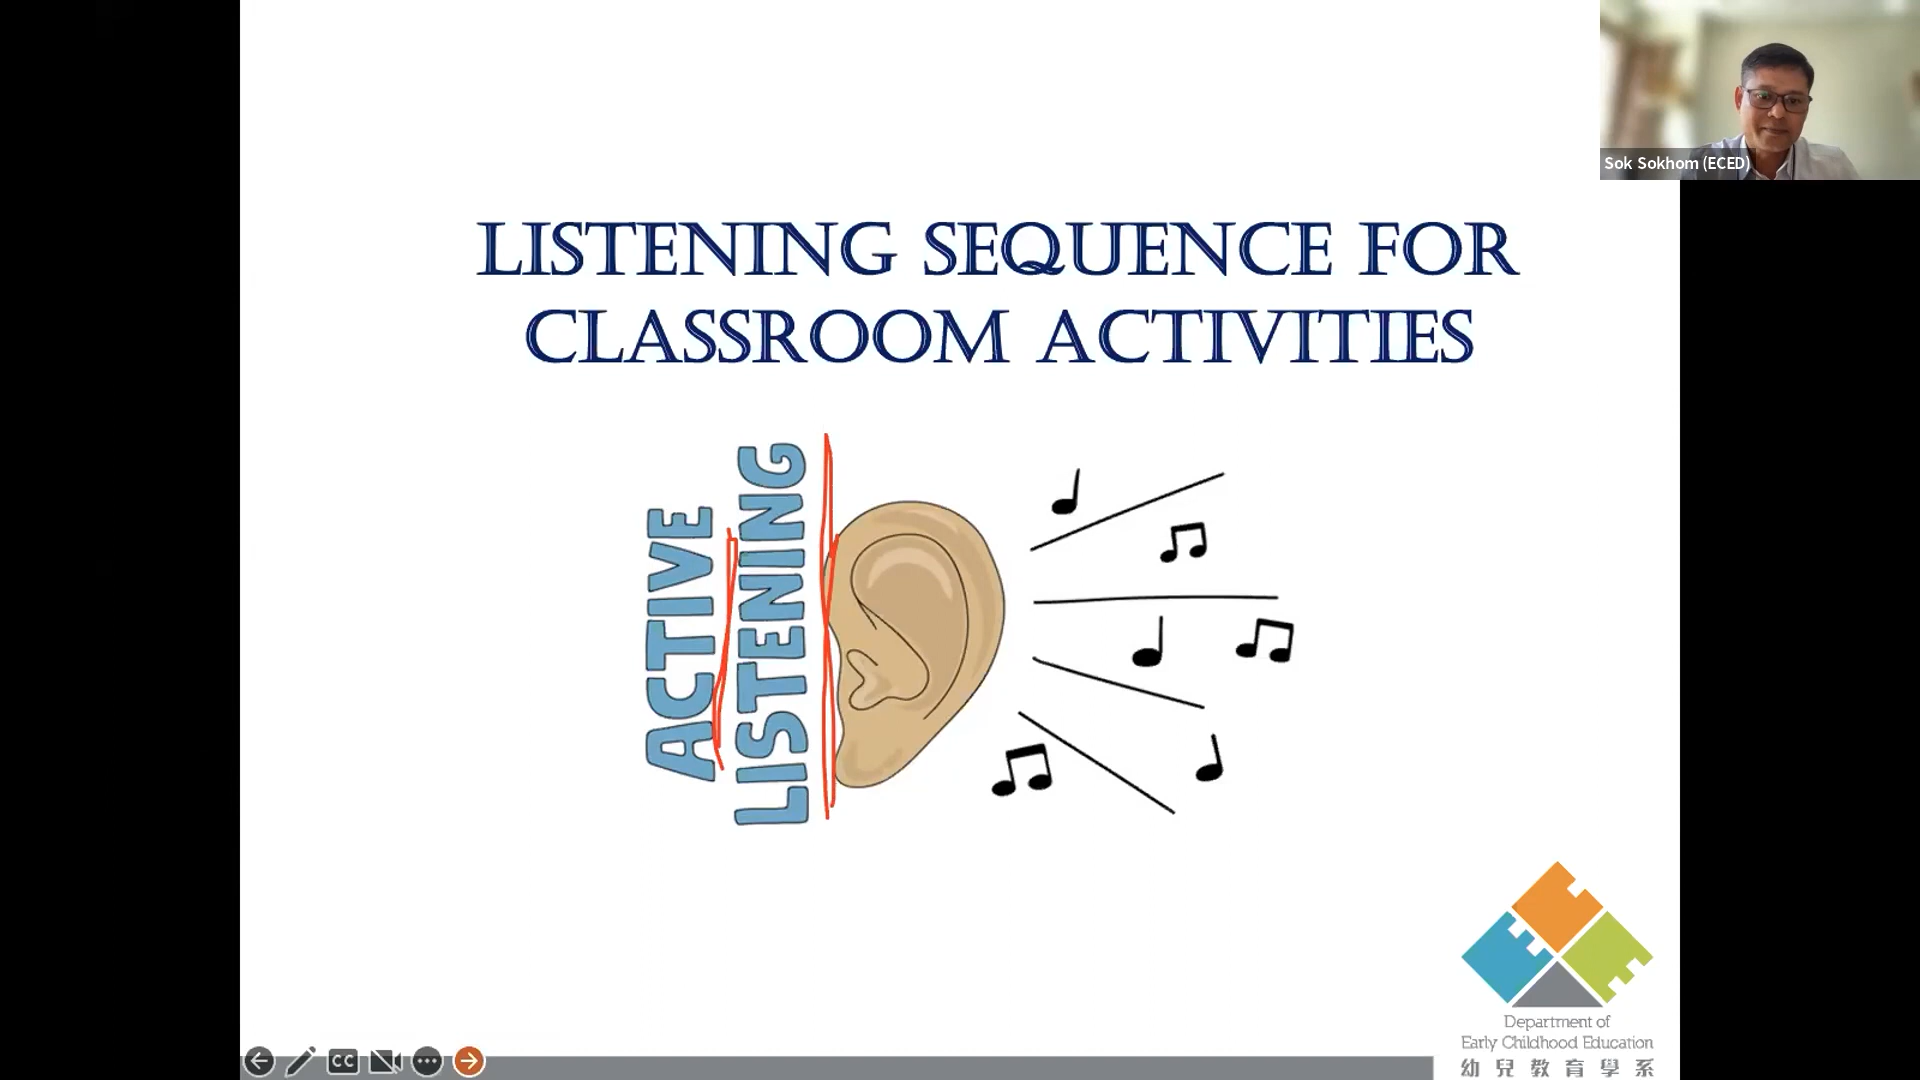 Sok Sokhom (ECED)
LISTENING SEQUENCE FOR
CLASSROOM ACTIVITIES
ACTIVE
LISTENING
Department of
Early Childhood Education
幼兒教育學系
CC